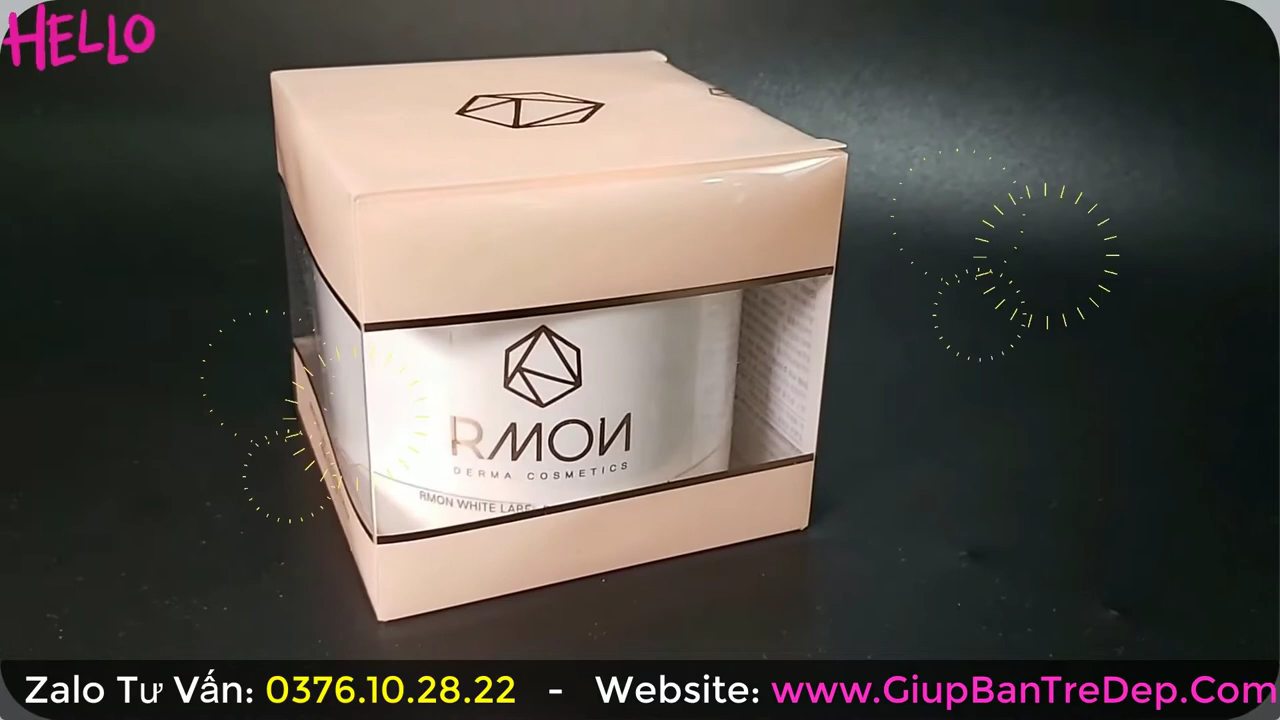 HELLO
RMON
DERMA COSMETICS
RMON WHITE LABEL
Zalo Tư Vấn: 0376.10.28.22 - Website: www.GiupBanTreDep.Com